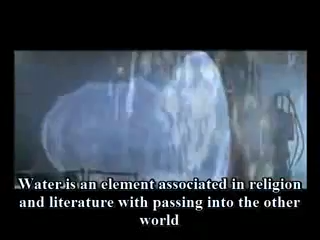 Water is an element associated in religion
and literature with passing into the other
world